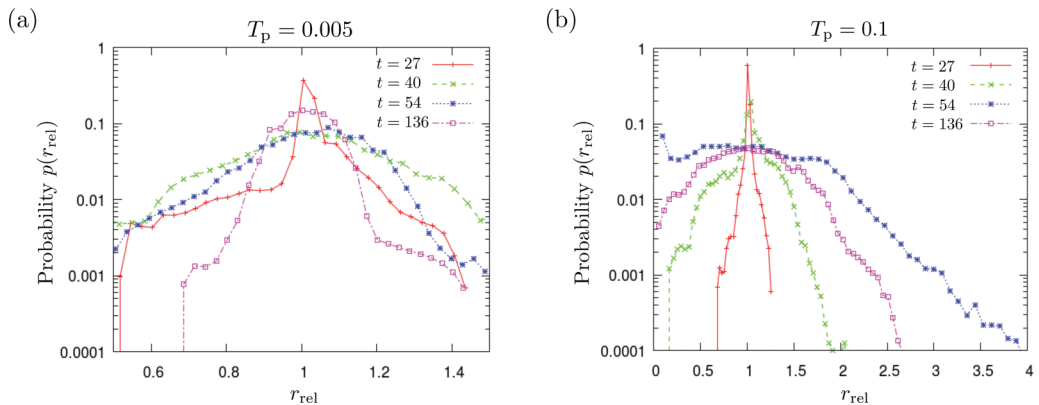 (a)
T_p = 0.005
Probability p(r_rel)
1
0.1
0.01
0.001
0.0001
0.6
0.8
1
1.2
1.4
r_rel
t = 27
t = 40
t = 54
t = 136
(b)
T_p = 0.1
Probability p(r_rel)
1
0.1
0.01
0.001
0.0001
0
0.5
1
1.5
2
2.5
3
3.5
4
r_rel
t = 27
t = 40
t = 54
t = 136